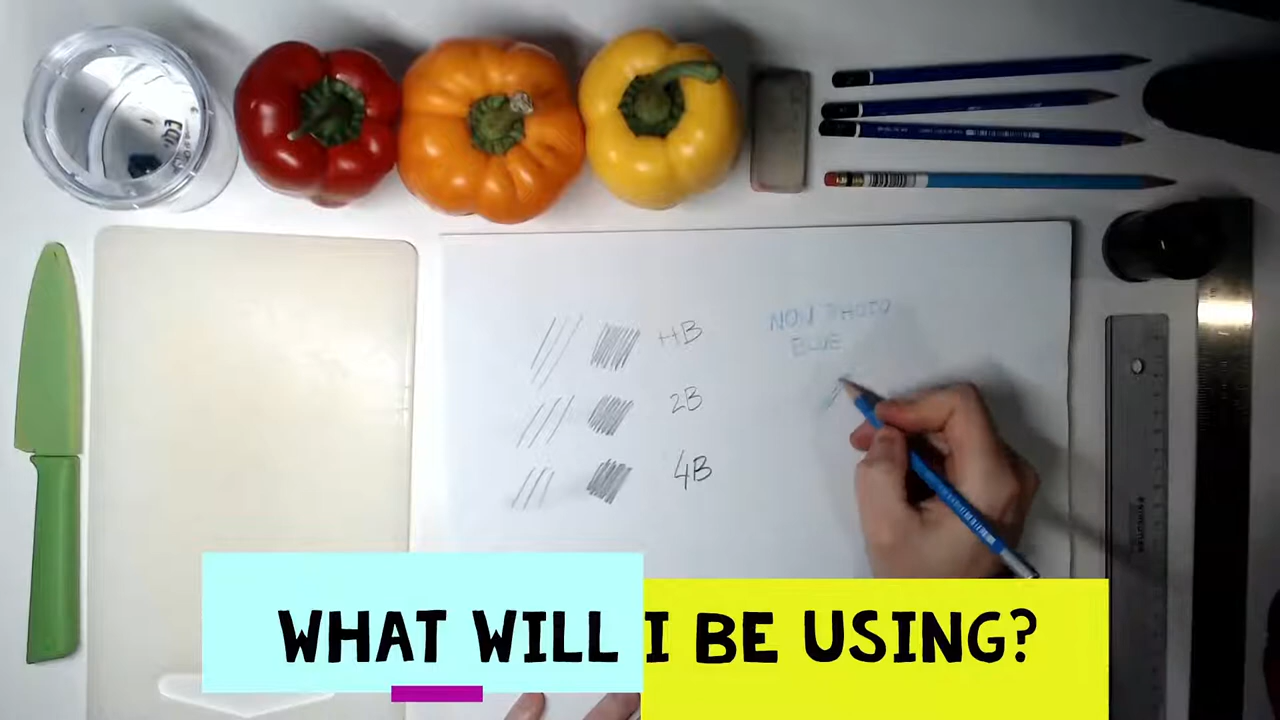 HB
2B
4B
NON PHOTO
BLUE
WHAT WILL I BE USING?